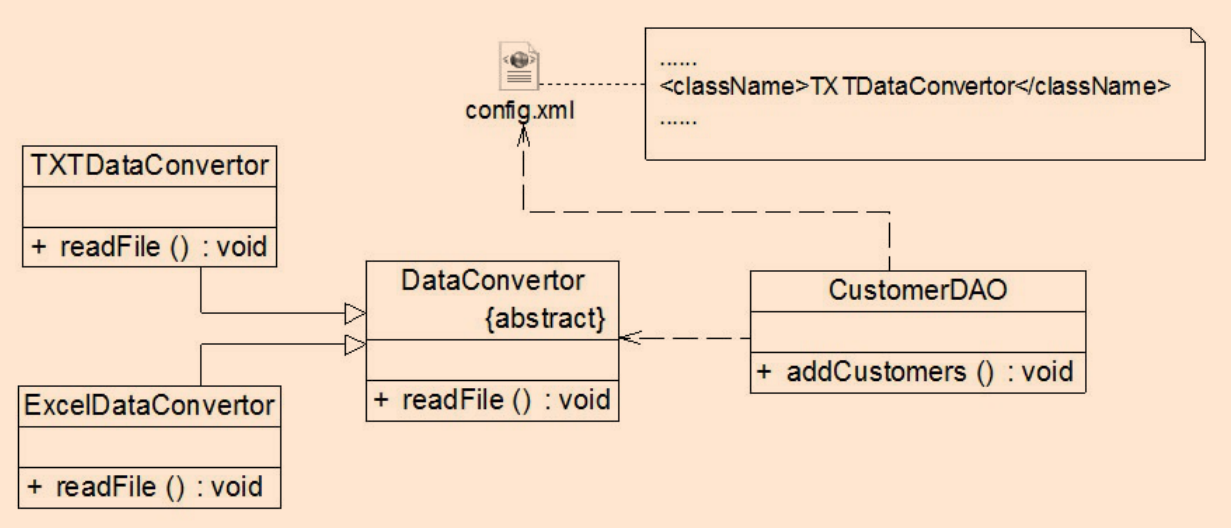 ......
<className>TXTDataConvertor</className>
......
config.xml
TXTDataConvertor
+ readFile () : void
DataConvertor
{abstract}
+ readFile () : void
CustomerDAO
+ addCustomers () : void
ExcelDataConvertor
+ readFile () : void